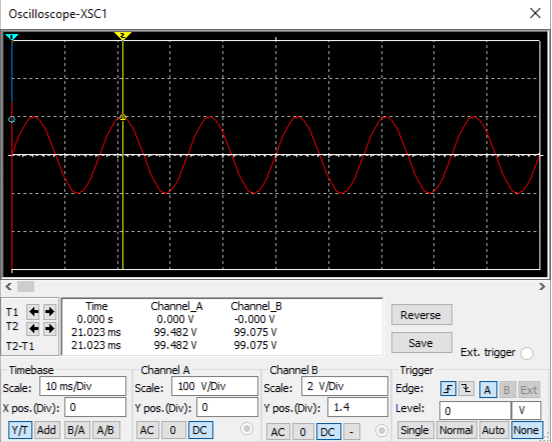 Oscilloscope-XSC1
1
2
Time Channel_A Channel_B
T1 0.000 s 0.000 V -0.000 V
T2 21.023 ms 99.482 V 99.075 V
T2-T1 21.023 ms 99.482 V 99.075 V
Reverse
Save
Ext. trigger
Timebase
Scale: 10 ms/Div
X pos.(Div): 0
Y/T Add B/A A/B
Channel A
Scale: 100 V/Div
Y pos.(Div): 0
AC 0 DC
Channel B
Scale: 2 V/Div
Y pos.(Div): 1.4
AC 0 DC -
Trigger
Edge: A B Ext
Level: 0 V
Single Normal Auto None